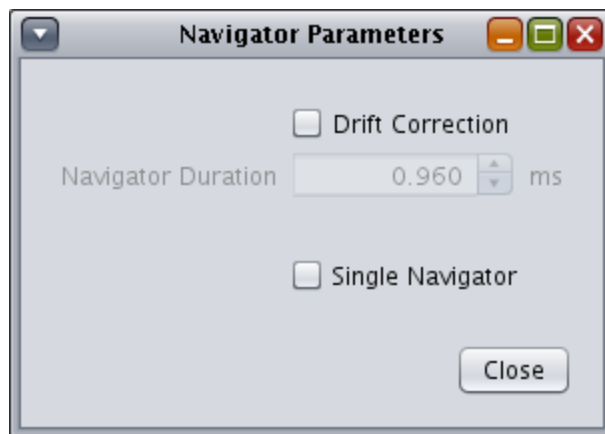 Navigator Parameters
Drift Correction
Navigator Duration 0.960 ms
Single Navigator
Close